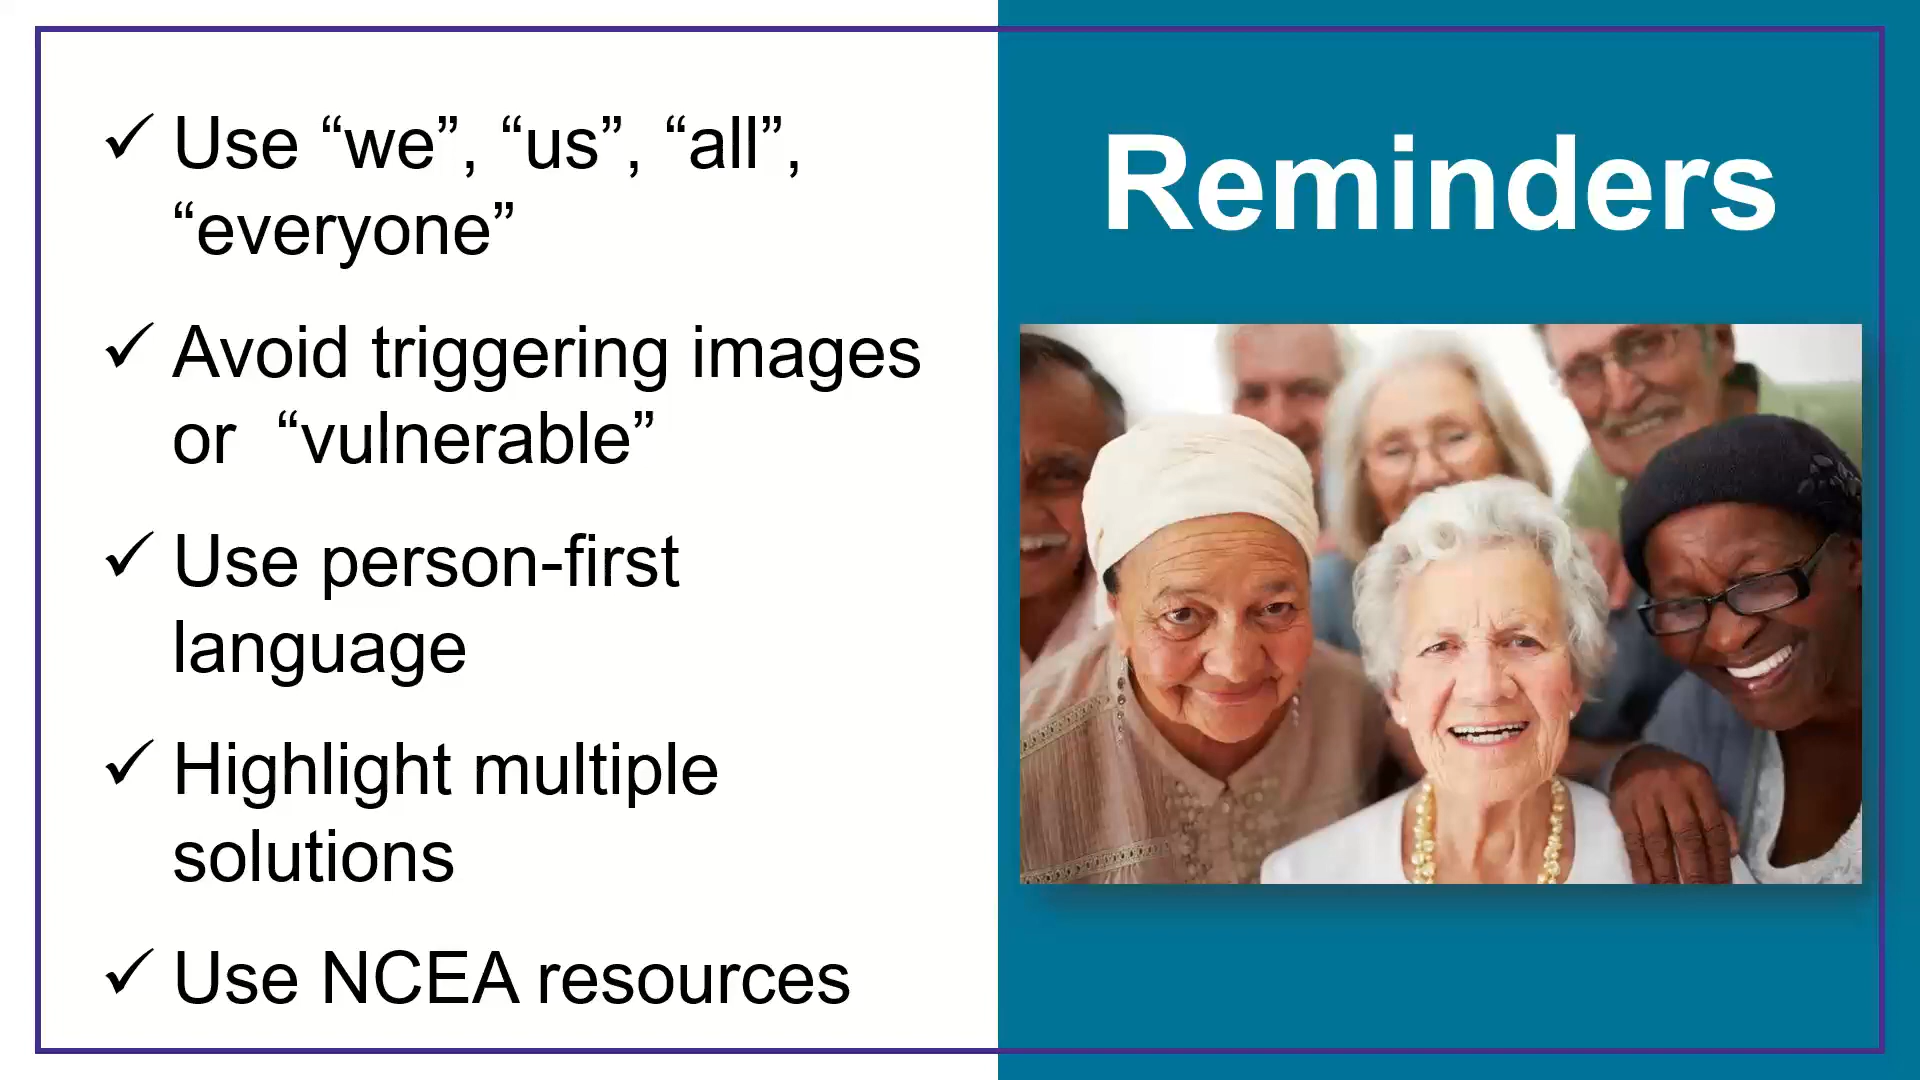 Reminders
✓ Use “we”, “us”, “all”,
“everyone”
✓ Avoid triggering images
or “vulnerable”
✓ Use person-first
language
✓ Highlight multiple
solutions
✓ Use NCEA resources